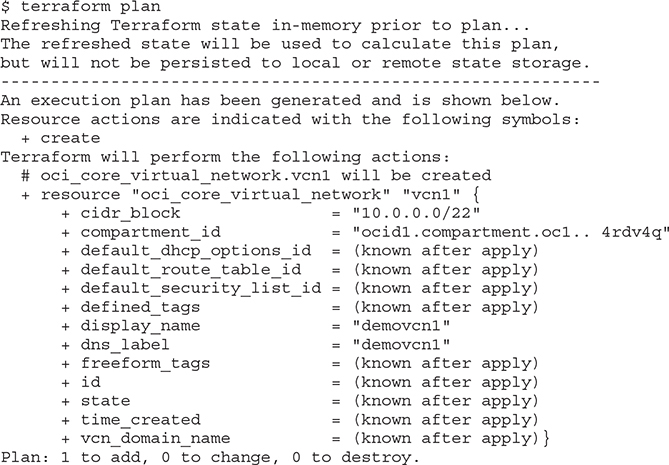 $ terraform plan
Refreshing Terraform state in-memory prior to plan...
The refreshed state will be used to calculate this plan,
but will not be persisted to local or remote state storage.
------------------------------------------------------------
An execution plan has been generated and is shown below.
Resource actions are indicated with the following symbols:
  + create
Terraform will perform the following actions:
  # oci_core_virtual_network.vcn1 will be created
  + resource "oci_core_virtual_network" "vcn1" {
      + cidr_block               = "10.0.0.0/22"
      + compartment_id           = "ocid1.compartment.oc1.. 4rdv4q"
      + default_dhcp_options_id  = (known after apply)
      + default_route_table_id   = (known after apply)
      + default_security_list_id = (known after apply)
      + defined_tags             = (known after apply)
      + display_name             = "demovcn1"
      + dns_label                = "demovcn1"
      + freeform_tags            = (known after apply)
      + id                       = (known after apply)
      + state                    = (known after apply)
      + time_created             = (known after apply)
      + vcn_domain_name          = (known after apply)}
Plan: 1 to add, 0 to change, 0 to destroy.